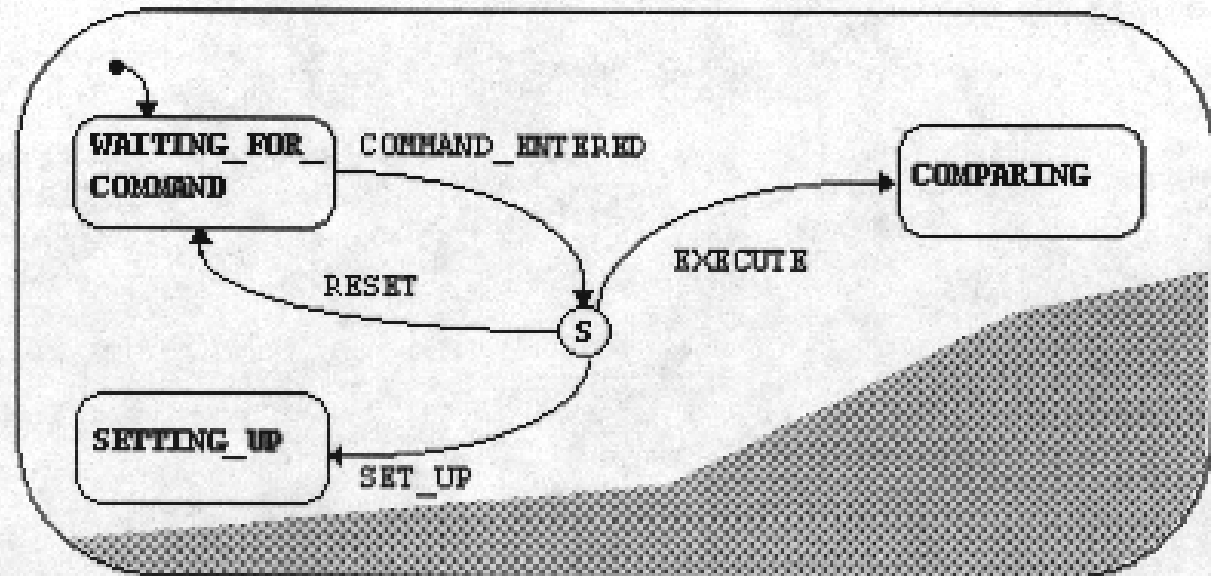 WAITING_FOR_
COMMAND
COMMAND_ENTERED
COMPARING
EXECUTE
RESET
S
SETTING_UP
SET_UP